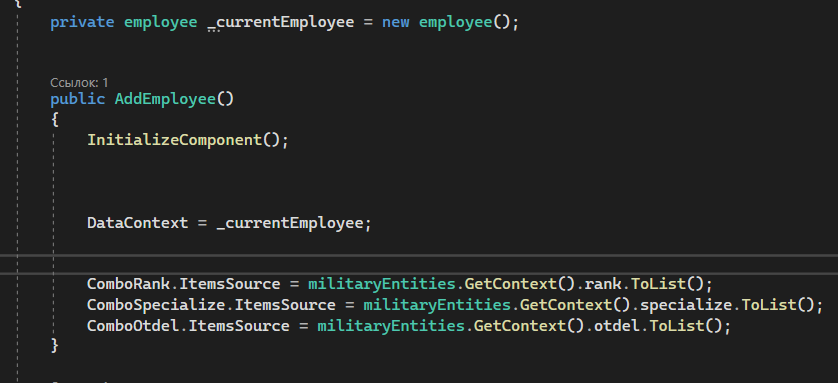 {
private employee _currentEmployee = new employee();
Ссылок: 1
public AddEmployee()
{
InitializeComponent();
DataContext = _currentEmployee;
ComboRank.ItemsSource = militaryEntities.GetContext().rank.ToList();
ComboSpecialize.ItemsSource = militaryEntities.GetContext().specialize.ToList();
ComboOtdel.ItemsSource = militaryEntities.GetContext().otdel.ToList();
}